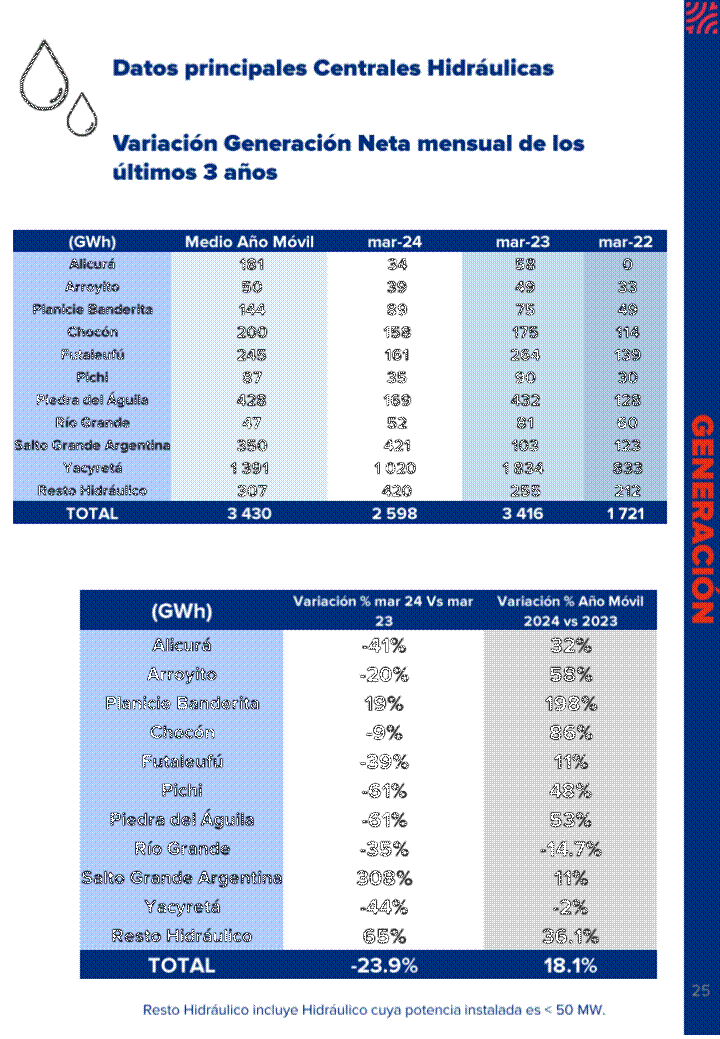 Datos principales Centrales Hidráulicas
Variación Generación Neta mensual de los
últimos 3 años
(GWh) Medio Año Móvil mar-24 mar-23 mar-22
Alicurá 181 34 58 0
Arroyito 50 39 49 33
Planicie Banderita 144 89 75 49
Chocón 200 158 175 114
Futaleufú 245 161 264 139
Pichi 87 35 90 30
Piedra del Águila 428 169 432 128
Río Grande 47 52 81 60
Salto Grande Argentina 350 421 103 123
Yacyretá 1 391 1 020 1 834 833
Resto Hidráulico 307 420 255 212
TOTAL 3 430 2 598 3 416 1 721
(GWh) Variación % mar 24 Vs mar 23 Variación % Año Móvil 2024 vs 2023
Alicurá -41% 32%
Arroyito -20% 58%
Planicie Banderita 19% 198%
Chocón -9% 86%
Futaleufú -39% 11%
Pichi -61% 48%
Piedra del Águila -61% 53%
Río Grande -35% -14.7%
Salto Grande Argentina 308% 11%
Yacyretá -44% -2%
Resto Hidráulico 65% 36.1%
TOTAL -23.9% 18.1%
Resto Hidráulico incluye Hidráulico cuya potencia instalada es < 50 MW.
GENERACIÓN
25